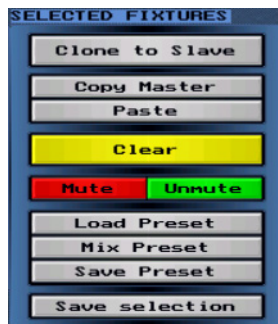 SELECTED FIXTURES
Clone to Slave
Copy Master
Paste
Clear
Mute Unmute
Load Preset
Mix Preset
Save Preset
Save selection